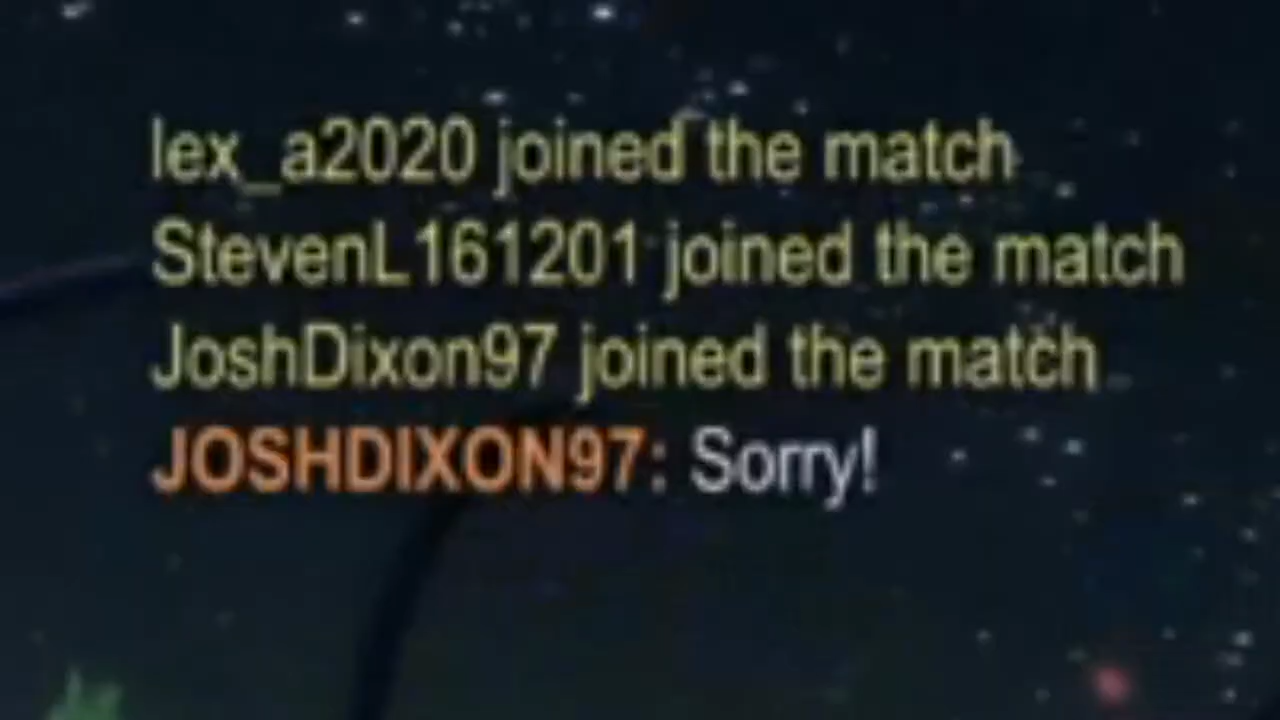 lex_a2020 joined the match
StevenL161201 joined the match
JoshDixon97 joined the match
JOSHDIXON97: Sorry!